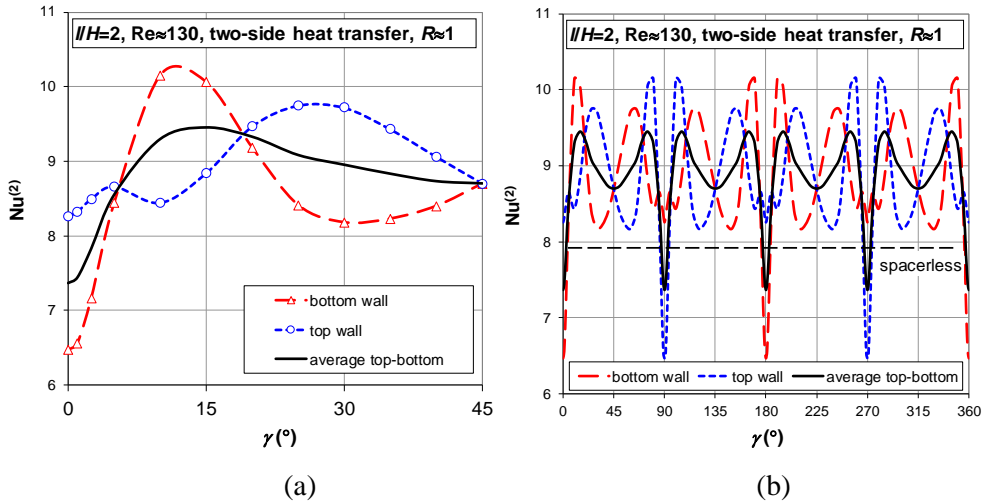 l/H=2, Re≈130, two-side heat transfer, R≈1
Nu(2)
11
10
9
8
7
6
bottom wall
top wall
average top-bottom
0
15
30
45
γ (°)
(a)
l/H=2, Re≈130, two-side heat transfer, R≈1
Nu(2)
11
10
9
8
7
6
spacerless
bottom wall
top wall
average top-bottom
0
45
90
135
180
225
270
315
360
γ (°)
(b)